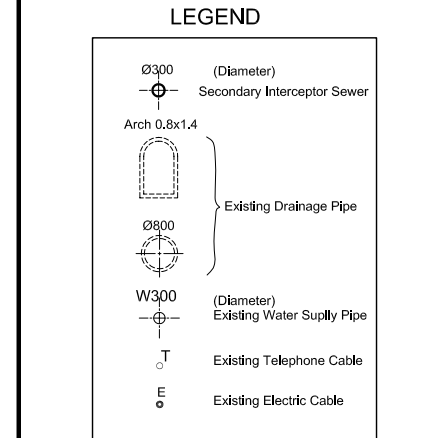 LEGEND
Ø300 (Diameter)
Secondary Interceptor Sewer
Arch 0.8x1.4
Existing Drainage Pipe
Ø800
W300 (Diameter)
Existing Water Suplly Pipe
T Existing Telephone Cable
E Existing Electric Cable